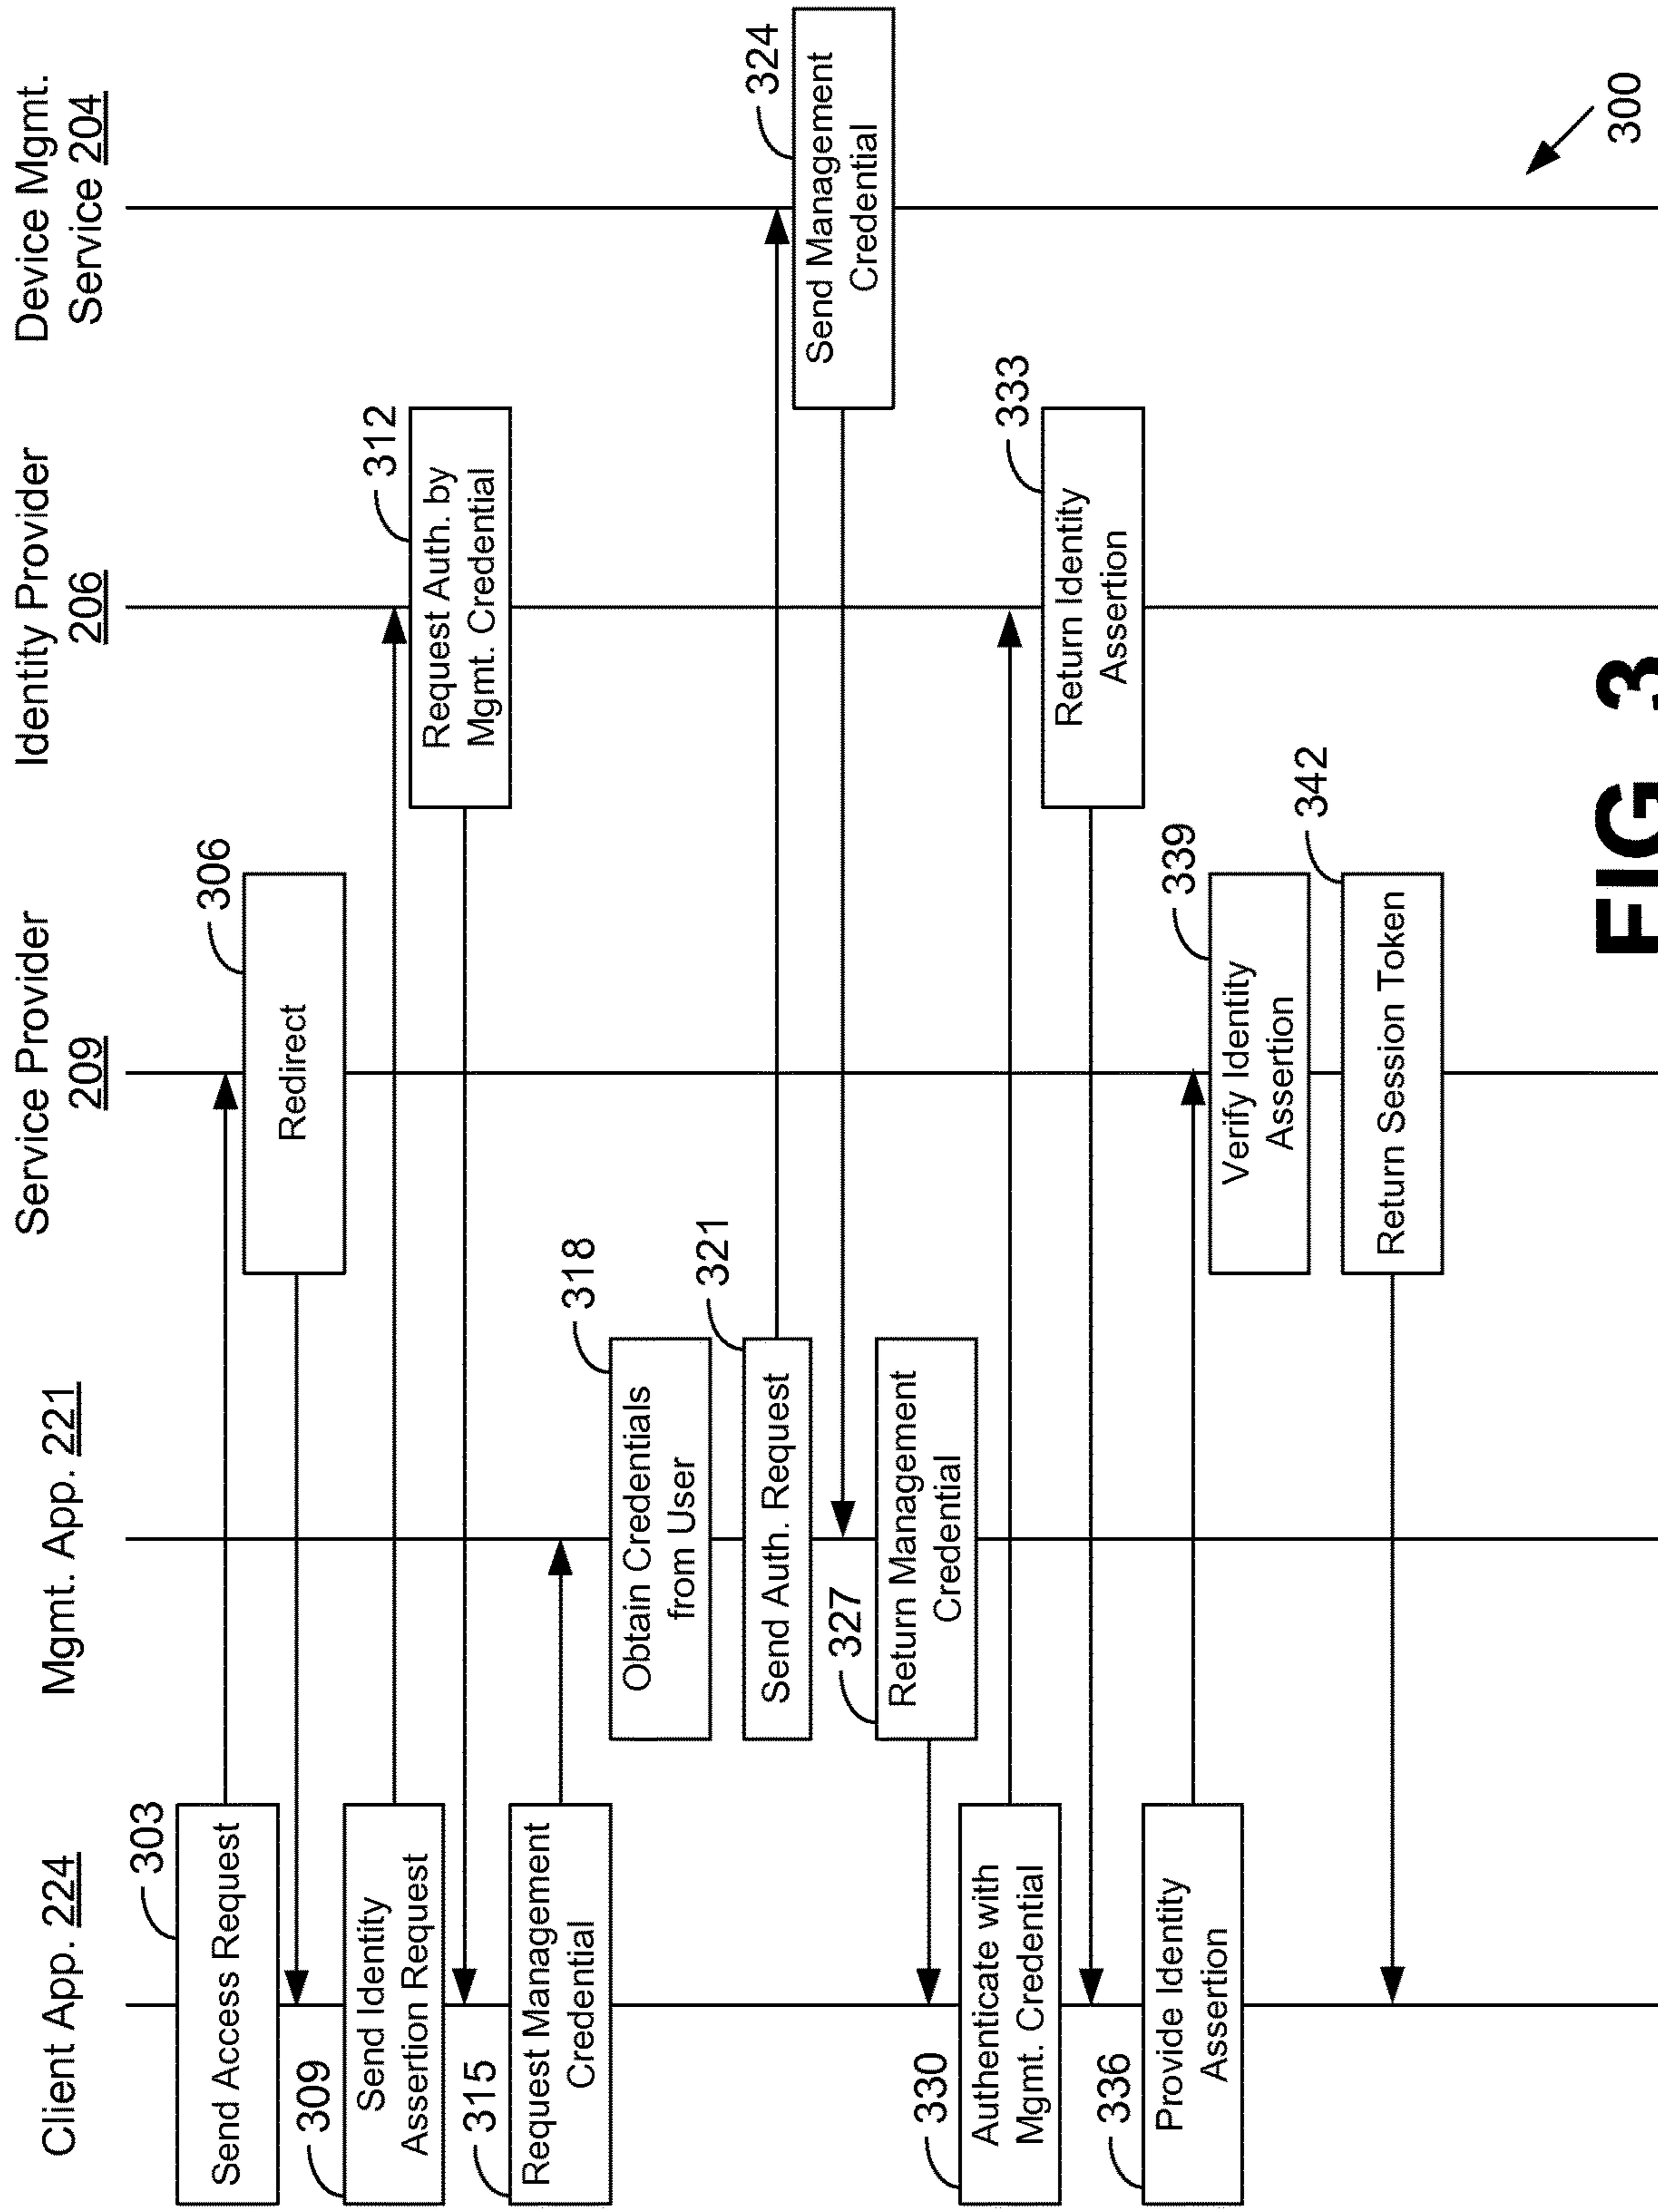 Client App. 224
Mgmt. App. 221
Service Provider
209
Identity Provider
206
Device Mgmt.
Service 204
303
Send Access Request
306
Redirect
309
Send Identity
Assertion Request
312
Request Auth. by
Mgmt. Credential
315
Request Management
Credential
318
Obtain Credentials
from User
321
Send Auth. Request
324
Send Management
Credential
327
Return Management
Credential
330
Authenticate with
Mgmt. Credential
333
Return Identity
Assertion
336
Provide Identity
Assertion
339
Verify Identity
Assertion
342
Return Session Token
300
FIG 3